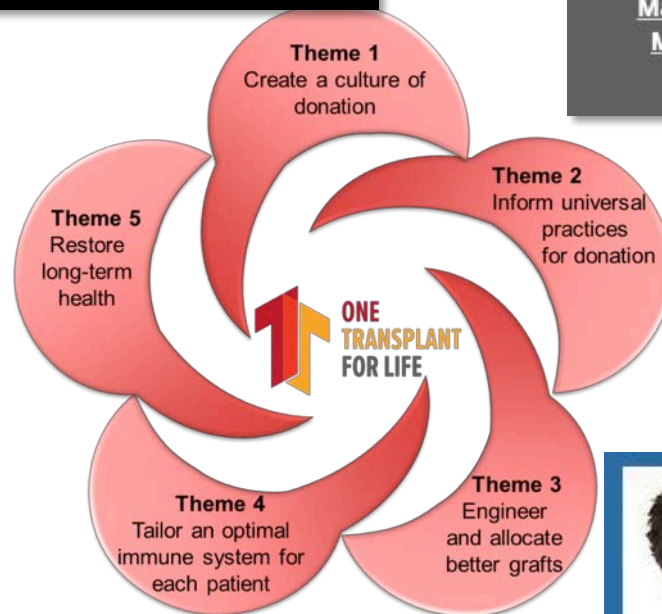 Theme 1
Create a culture of
donation
Theme 2
Inform universal
practices
for donation
Theme 5
Restore
long-term
health
ONE
TRANSPLANT
FOR LIFE
Theme 3
Engineer
and allocate
better grafts
Theme 4
Tailor an optimal
immune system for
each patient